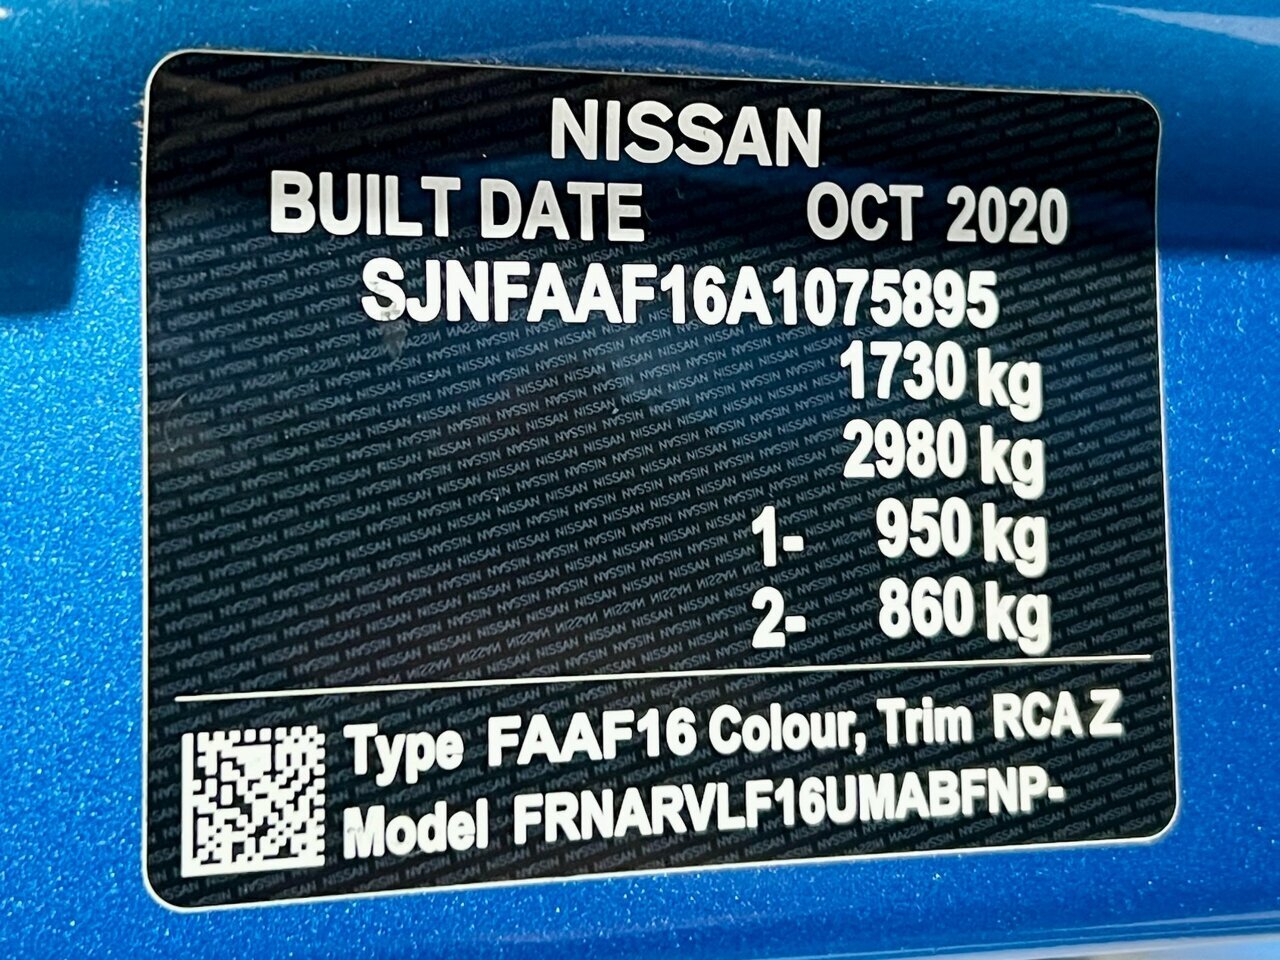 NISSAN
BUILT DATE OCT 2020
SJNFAAF16A1075895
1730 kg
2980 kg
1- 950 kg
2- 860 kg
Type FAAF16 Colour, Trim RCA Z
Model FRNARVLF16UMABFNP-